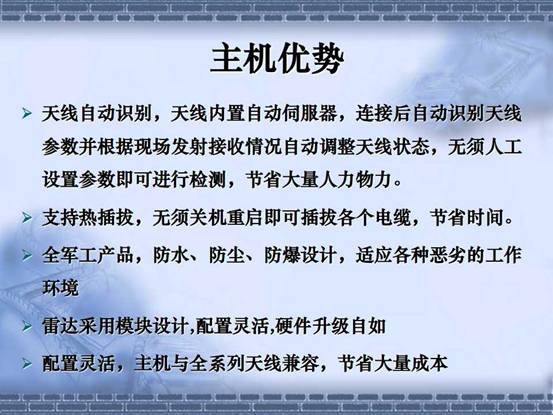 主机优势
天线自动识别，天线内置自动伺服器，连接后自动识别天线
参数并根据现场发射接收情况自动调整天线状态，无须人工
设置参数即可进行检测，节省大量人力物力。
支持热插拔，无须关机重启即可插拔各个电缆，节省时间。
全军工产品，防水、防尘、防爆设计，适应各种恶劣的工作
环境
雷达采用模块设计,配置灵活,硬件升级自如
配置灵活，主机与全系列天线兼容，节省大量成本